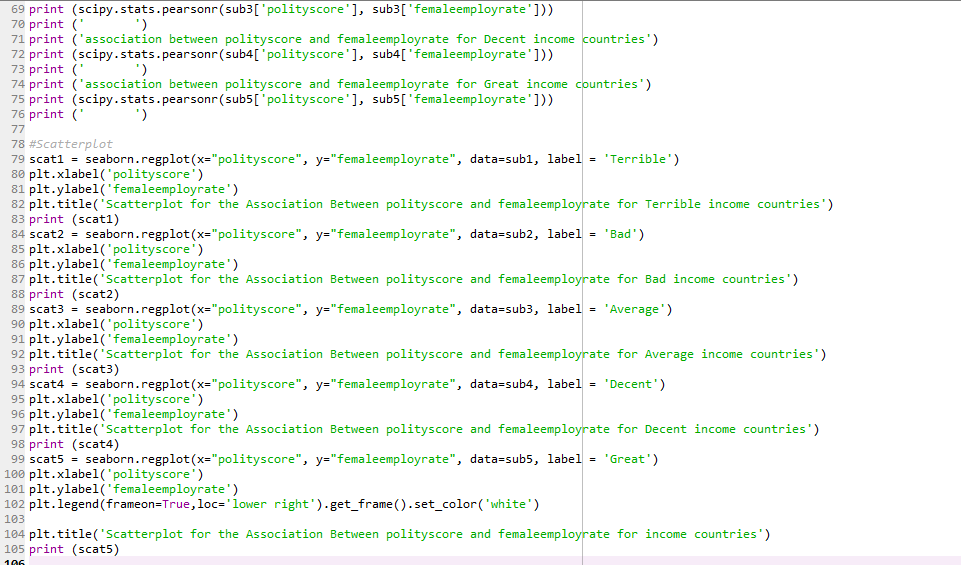 69 print (scipy.stats.pearsonr(sub3['polityscore'], sub3['femaleemployrate']))
70 print ('       ')
71 print ('association between polityscore and femaleemployrate for Decent income countries')
72 print (scipy.stats.pearsonr(sub4['polityscore'], sub4['femaleemployrate']))
73 print ('       ')
74 print ('association between polityscore and femaleemployrate for Great income countries')
75 print (scipy.stats.pearsonr(sub5['polityscore'], sub5['femaleemployrate']))
76 print ('       ')
77
78 #Scatterplot
79 scat1 = seaborn.regplot(x="polityscore", y="femaleemployrate", data=sub1, label = 'Terrible')
80 plt.xlabel('polityscore')
81 plt.ylabel('femaleemployrate')
82 plt.title('Scatterplot for the Association Between polityscore and femaleemployrate for Terrible income countries')
83 print (scat1)
84 scat2 = seaborn.regplot(x="polityscore", y="femaleemployrate", data=sub2, label = 'Bad')
85 plt.xlabel('polityscore')
86 plt.ylabel('femaleemployrate')
87 plt.title('Scatterplot for the Association Between polityscore and femaleemployrate for Bad income countries')
88 print (scat2)
89 scat3 = seaborn.regplot(x="polityscore", y="femaleemployrate", data=sub3, label = 'Average')
90 plt.xlabel('polityscore')
91 plt.ylabel('femaleemployrate')
92 plt.title('Scatterplot for the Association Between polityscore and femaleemployrate for Average income countries')
93 print (scat3)
94 scat4 = seaborn.regplot(x="polityscore", y="femaleemployrate", data=sub4, label = 'Decent')
95 plt.xlabel('polityscore')
96 plt.ylabel('femaleemployrate')
97 plt.title('Scatterplot for the Association Between polityscore and femaleemployrate for Decent income countries')
98 print (scat4)
99 scat5 = seaborn.regplot(x="polityscore", y="femaleemployrate", data=sub5, label = 'Great')
100 plt.xlabel('polityscore')
101 plt.ylabel('femaleemployrate')
102 plt.legend(frameon=True,loc='lower right').get_frame().set_color('white')
103
104 plt.title('Scatterplot for the Association Between polityscore and femaleemployrate for income countries')
105 print (scat5)
106